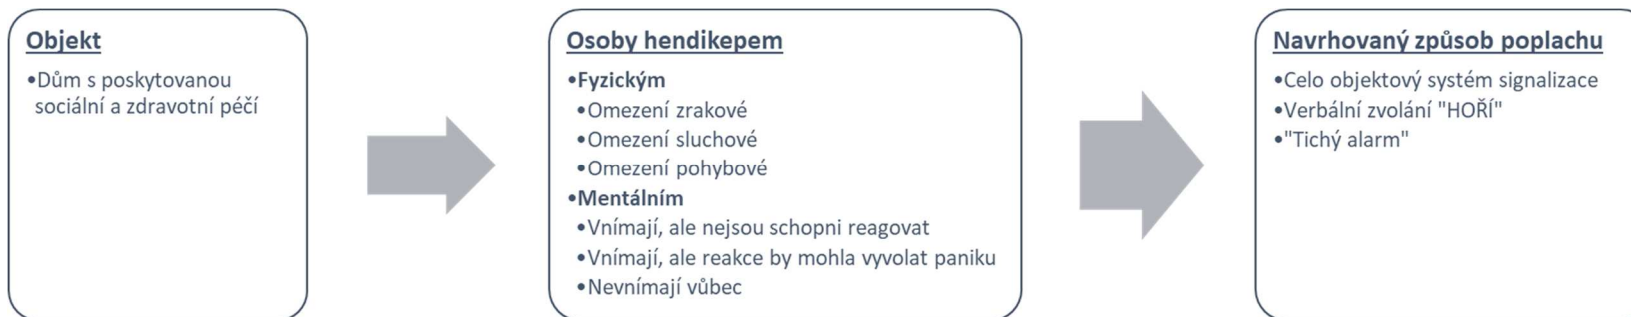 Objekt
•Dům s poskytovanou
sociální a zdravotní péčí
Osoby hendikepem
•Fyzickým
•Omezení zrakové
•Omezení sluchové
•Omezení pohybové
•Mentálním
•Vnímají, ale nejsou schopni reagovat
•Vnímají, ale reakce by mohla vyvolat paniku
•Nevnímají vůbec
Navrhovaný způsob poplachu
•Celo objektový systém signalizace
•Verbální zvolání "HOŘÍ"
•"Tichý alarm"